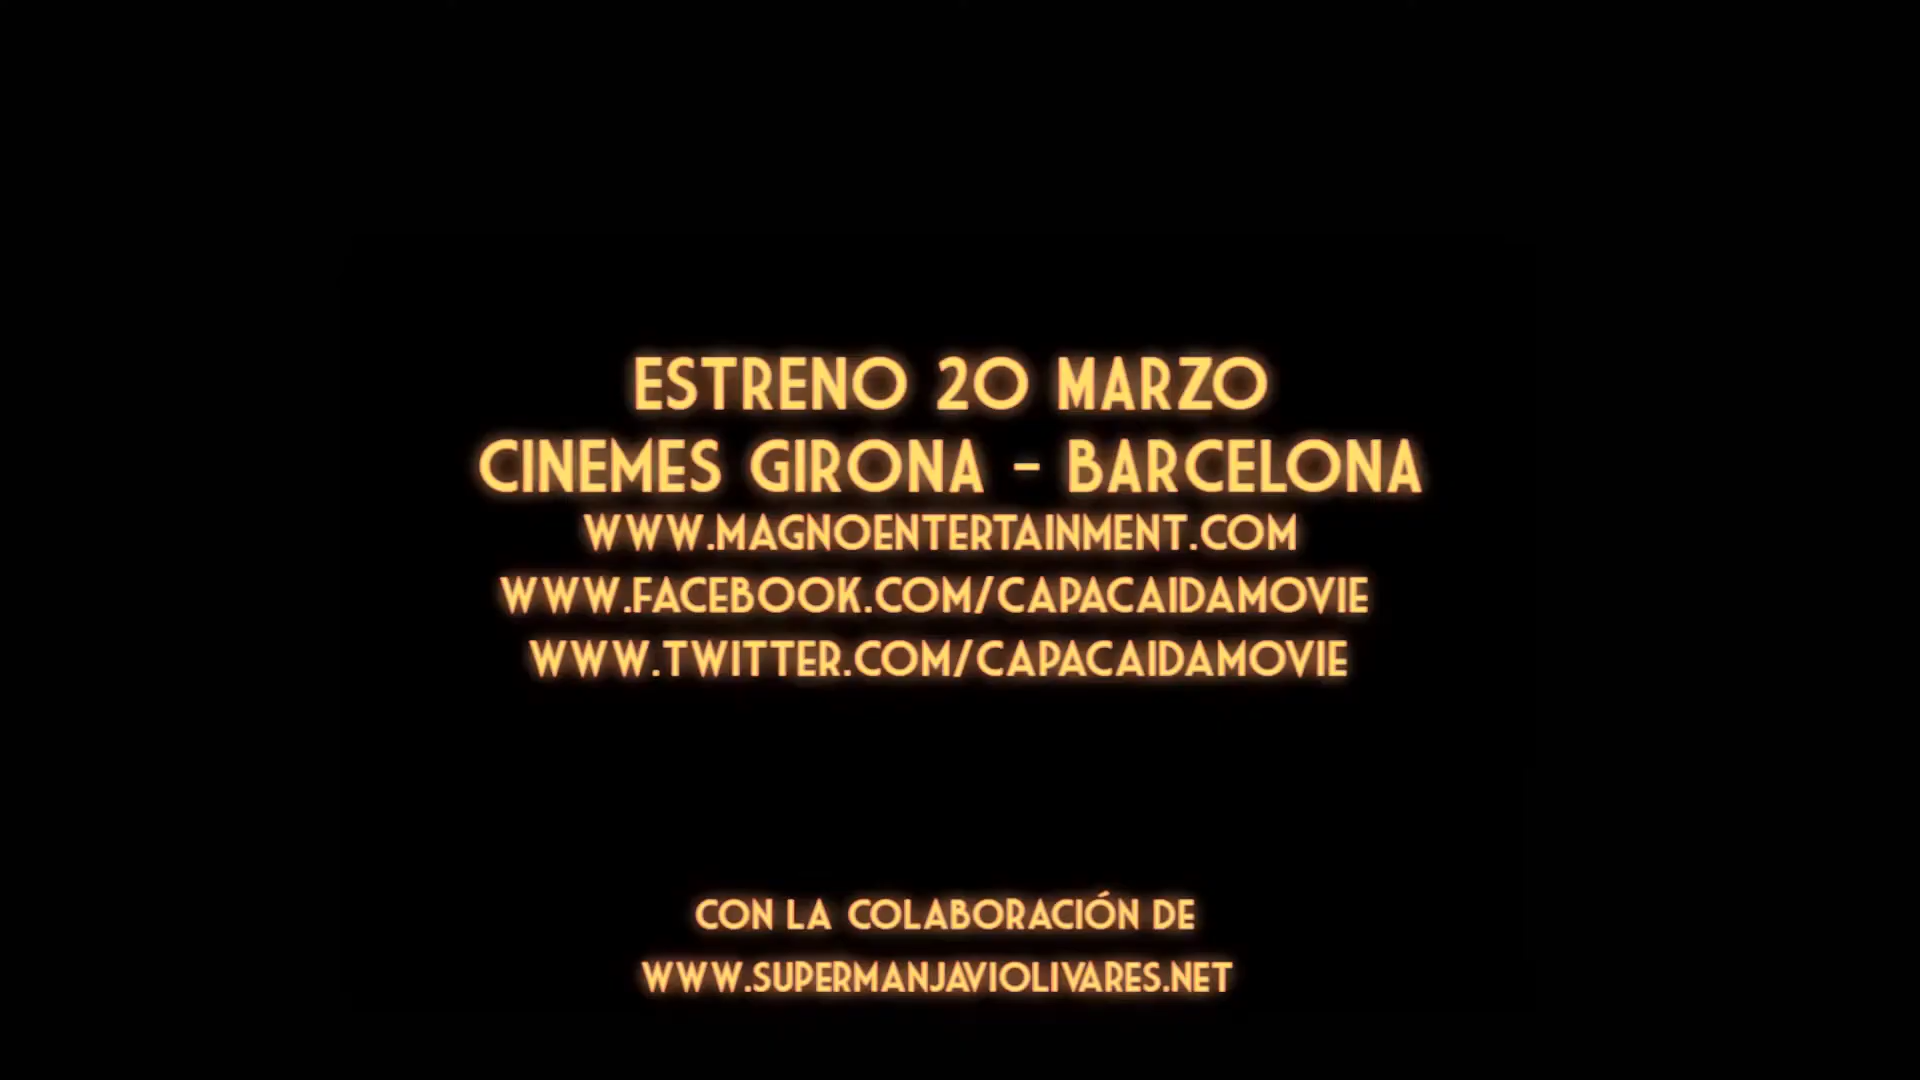 ESTRENO 20 MARZO
CINEMES GIRONA - BARCELONA
WWW.MAGNOENTERTAINMENT.COM
WWW.FACEBOOK.COM/CAPACAIDAMOVIE
WWW.TWITTER.COM/CAPACAIDAMOVIE
CON LA COLABORACIÓN DE
WWW.SUPERMANJAVIOLIVARES.NET